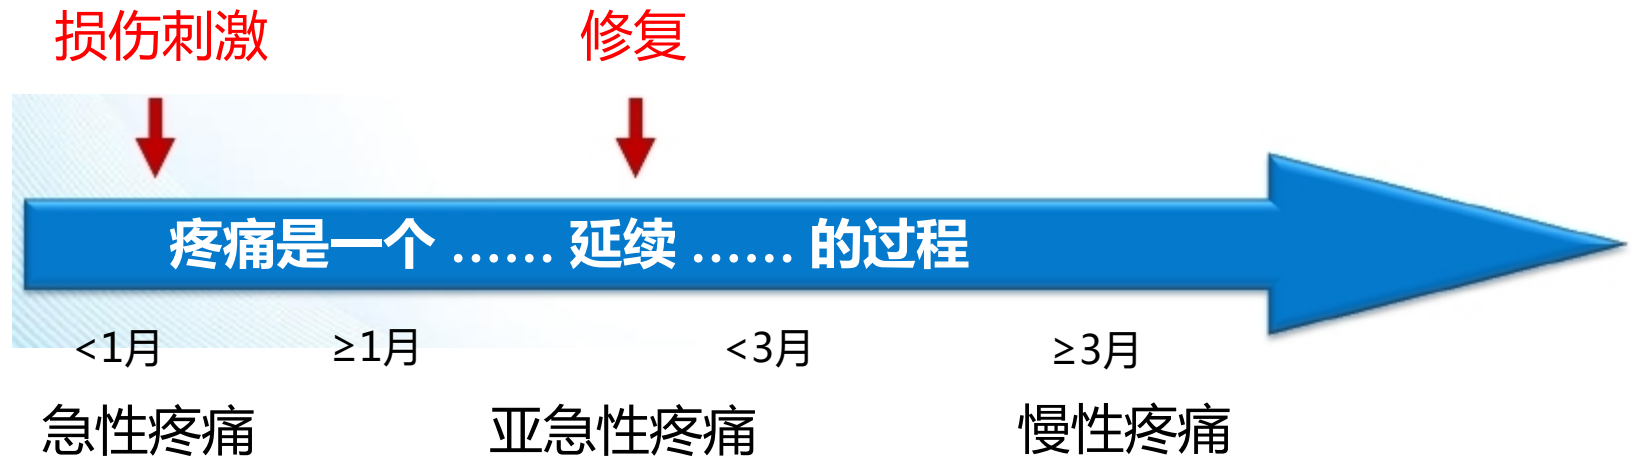 损伤刺激 修复
疼痛是一个 …… 延续 …… 的过程
<1月 ≥1月 <3月 ≥3月
急性疼痛 亚急性疼痛 慢性疼痛